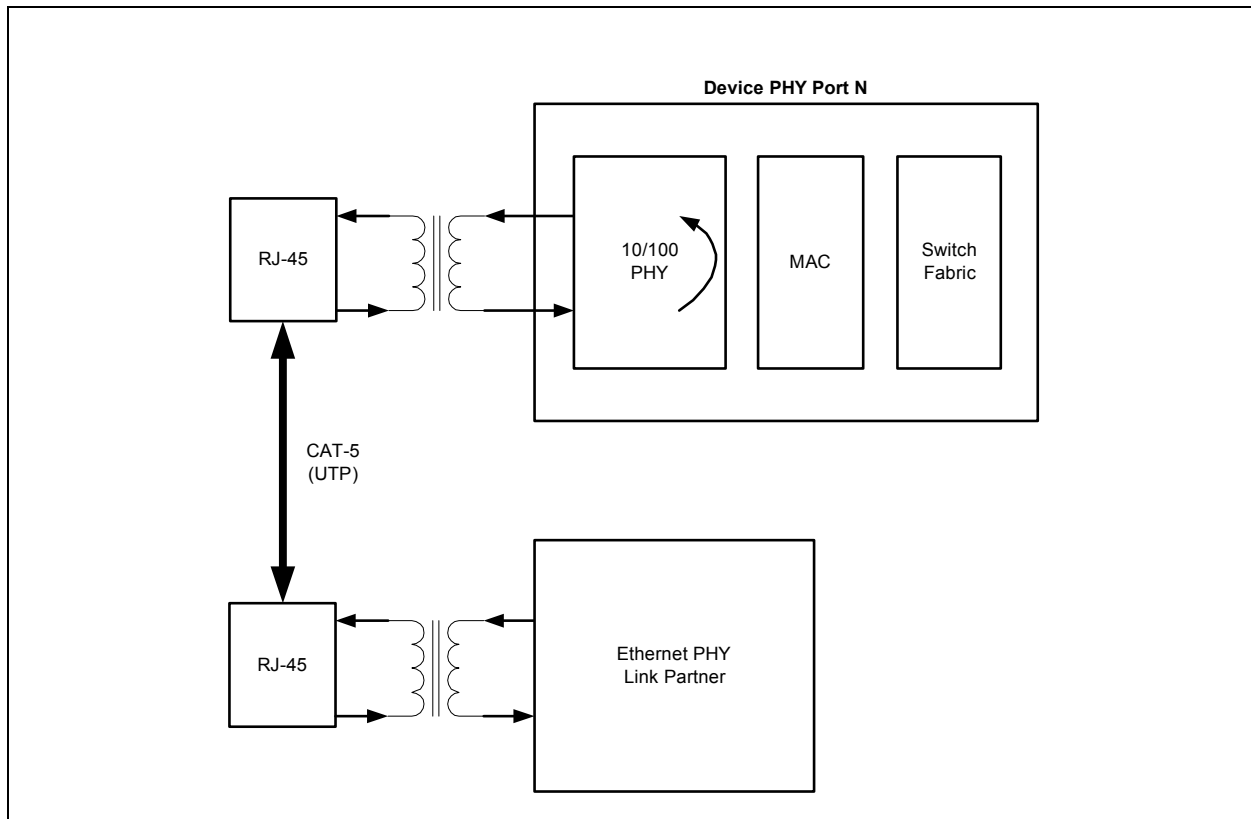 Device PHY Port N
RJ-45
10/100
PHY
MAC
Switch
Fabric
CAT-5
(UTP)
RJ-45
Ethernet PHY
Link Partner